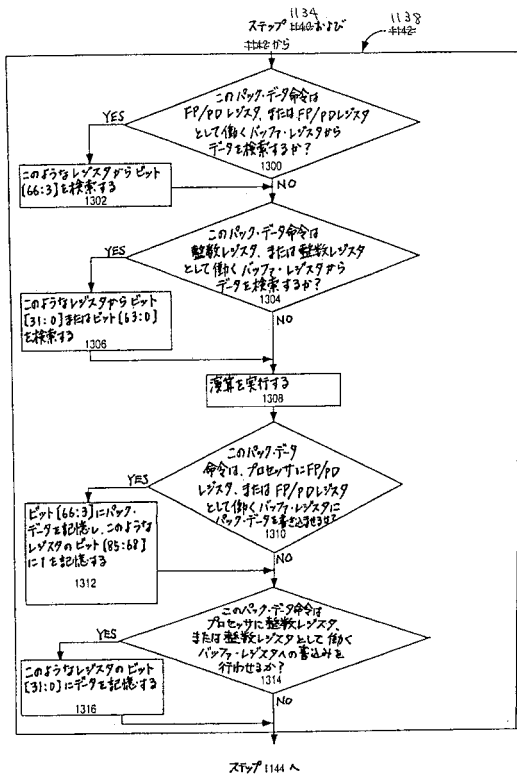 1134
ステップ 1140 および
1142 から
1138
1142
このパック・データ命令は
FP/PDレジスタ、または FP/PDレジスタ
として働くバッファ・レジスタから
データを検索するか?
1300
YES
NO
このようなレジスタからビット
[66:3]を検索する
1302
このパック・データ命令は
整数レジスタ、または整数レジスタ
として働くバッファ・レジスタから
データを検索するか?
1304
YES
NO
このようなレジスタからビット
[31:0]またはビット[63:0]
を検索する
1306
演算を実行する
1308
このパック・データ
命令は、プロセッサにFP/PD
レジスタ、または FP/PDレジスタ
として働くバッファ・レジスタに
パック・データを書き込ませるか?
1310
YES
NO
ビット[66:3]にパック・
データを記憶し、このような
レジスタのビット[85:68]
に1を記憶する
1312
このパック・データ命令は
プロセッサに整数レジスタ、
または整数レジスタとして働く
バッファ・レジスタへの書込みを
行わせるか?
1314
YES
NO
このようなレジスタのビット
[31:0]にデータを記憶する
1316
ステップ 1144 へ